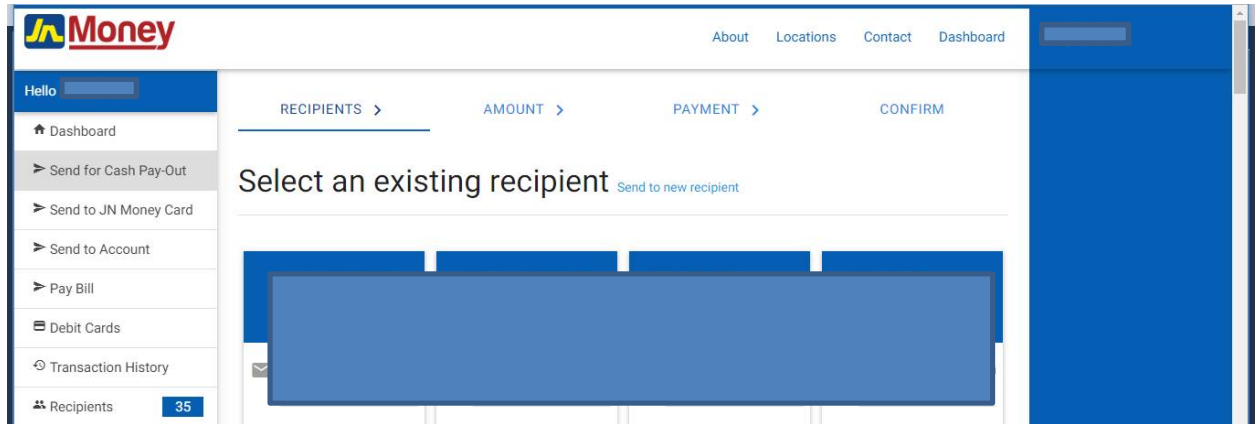 JN Money
About Locations Contact Dashboard
Hello
RECIPIENTS > AMOUNT > PAYMENT > CONFIRM
Dashboard
Send for Cash Pay-Out
Select an existing recipient Send to new recipient
Send to JN Money Card
Send to Account
Pay Bill
Debit Cards
Transaction History
Recipients 35